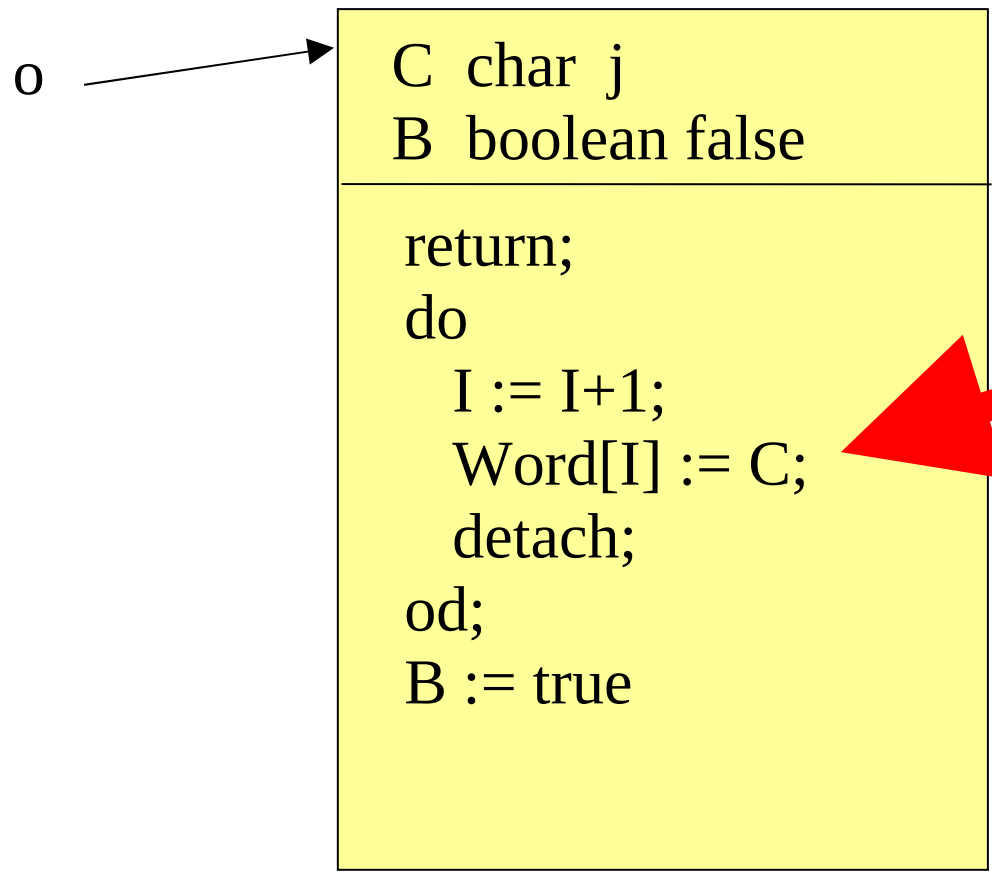 o
C char j
B boolean false
return;
do
I := I+1;
Word[I] := C;
detach;
od;
B := true